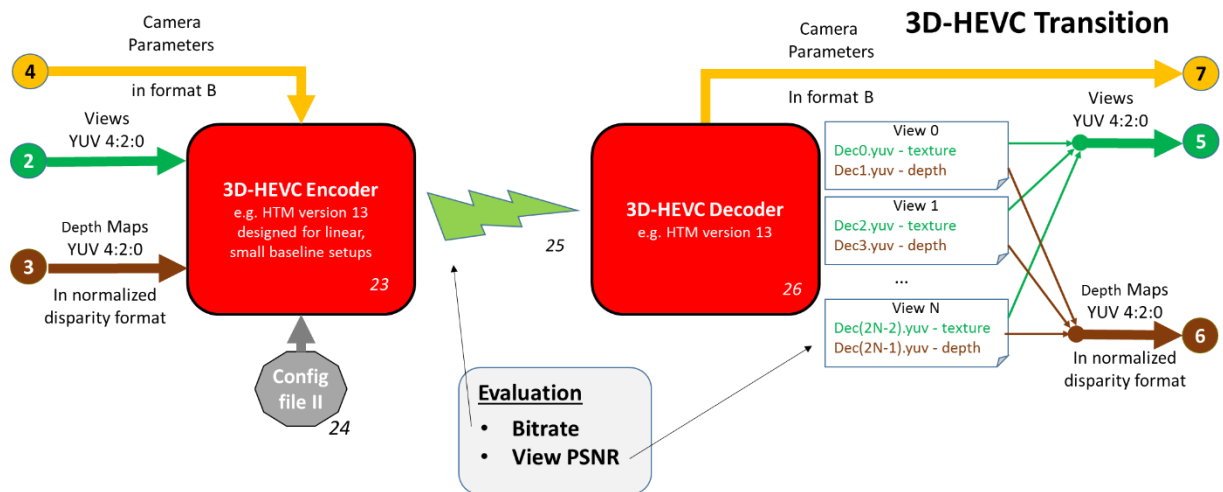 3D-HEVC Transition
Camera
Parameters
4
in format B
Views
YUV 4:2:0
2
Depth Maps
YUV 4:2:0
3
In normalized
disparity format
3D-HEVC Encoder
e.g. HTM version 13
designed for linear,
small baseline setups
23
Config
file II
24
25
3D-HEVC Decoder
e.g. HTM version 13
26
Camera
Parameters
7
In format B
View 0
Dec0.yuv - texture
Dec1.yuv - depth
View 1
Dec2.yuv - texture
Dec3.yuv - depth
...
View N
Dec(2N-2).yuv - texture
Dec(2N-1).yuv - depth
Views
YUV 4:2:0
5
Depth Maps
YUV 4:2:0
6
In normalized
disparity format
Evaluation
• Bitrate
• View PSNR